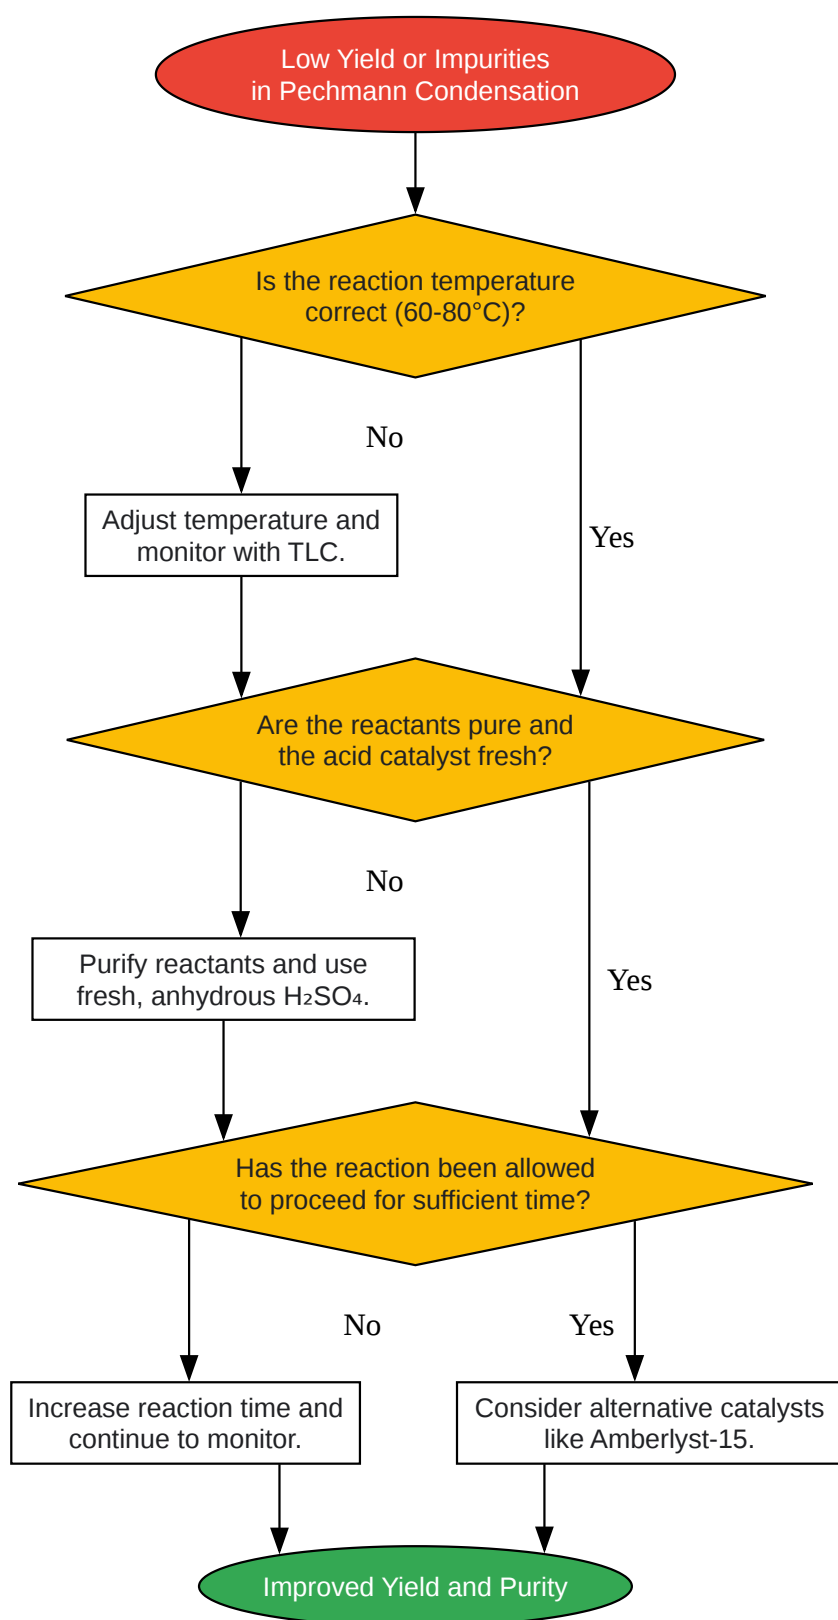 Low Yield or Impurities
in Pechmann Condensation
Is the reaction temperature
correct (60-80°C)?
No
Adjust temperature and
monitor with TLC.
Yes
Are the reactants pure and
the acid catalyst fresh?
No
Purify reactants and use
fresh, anhydrous H₂SO₄.
Yes
Has the reaction been allowed
to proceed for sufficient time?
No
Yes
Increase reaction time and
continue to monitor.
Consider alternative catalysts
like Amberlyst-15.
Improved Yield and Purity